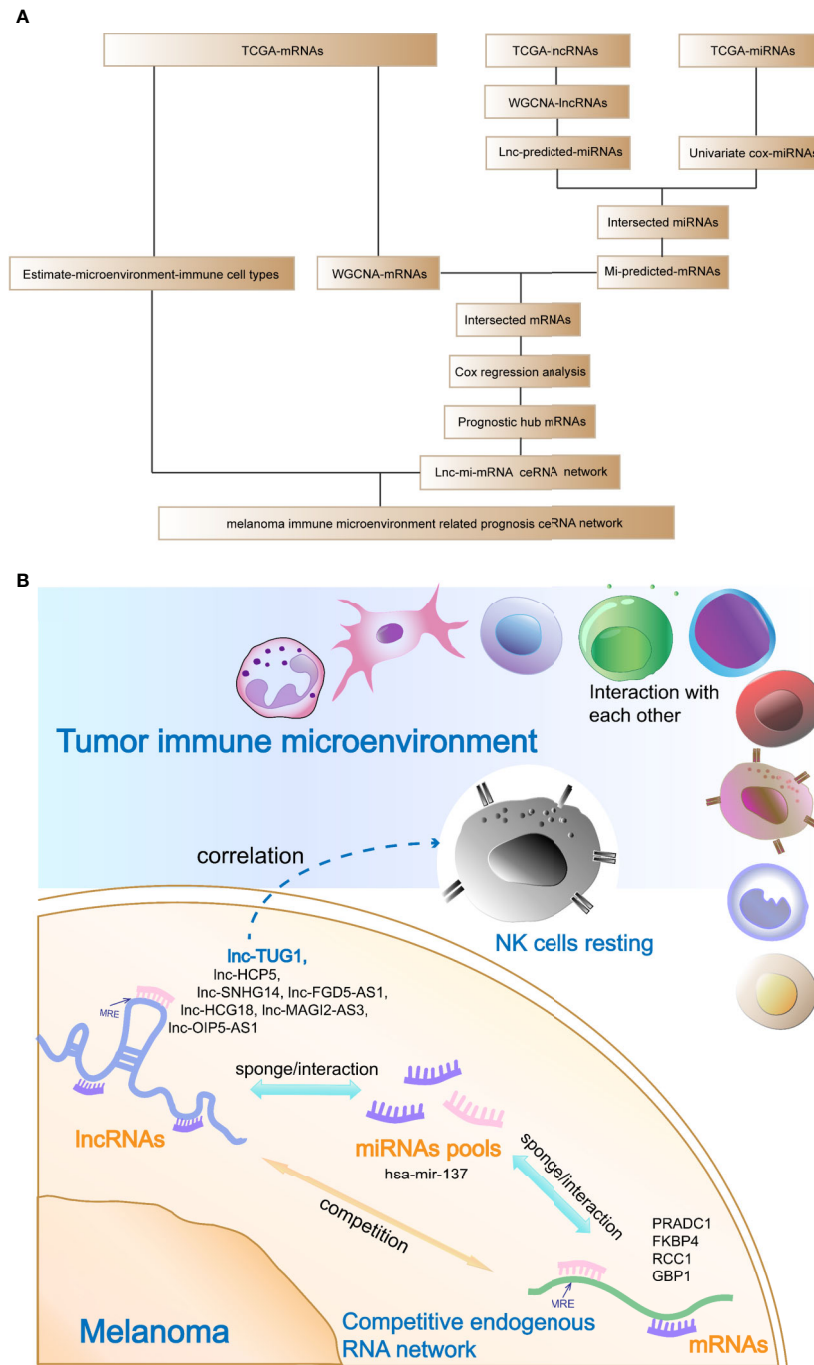 A
TCGA-mRNAs
TCGA-ncRNAs
TCGA-miRNAs
WGCNA-lncRNAs
Lnc-predicted-miRNAs
Univariate cox-miRNAs
Intersected miRNAs
Estimate-microenvironment-immune cell types
WGCNA-mRNAs
Mi-predicted-mRNAs
Intersected mRNAs
Cox regression analysis
Prognostic hub mRNAs
Lnc-mi-mRNA ceRNA network
melanoma immune microenvironment related prognosis ceRNA network
B
Interaction with
each other
Tumor immune microenvironment
correlation
NK cells resting
lnc-TUG1,
lnc-HCP5,
lnc-SNHG14, lnc-FGD5-AS1,
lnc-HCG18, lnc-MAGI2-AS3,
lnc-OIP5-AS1
MRE
sponge/interaction
lncRNAs
miRNAs pools
hsa-mir-137
sponge/interaction
competition
PRADC1
FKBP4
RCC1
GBP1
MRE
mRNAs
Melanoma
Competitive endogenous
RNA network